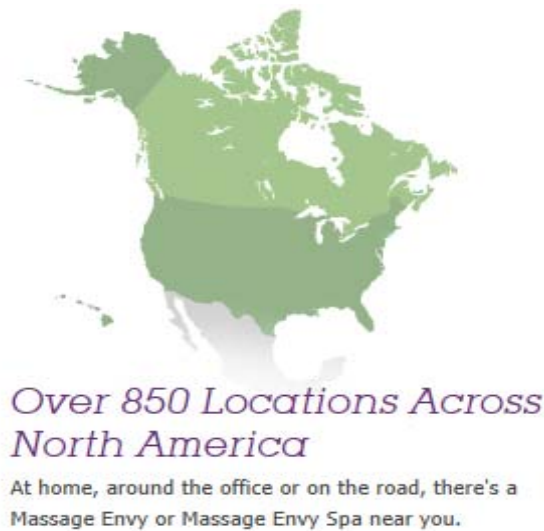 Over 850 Locations Across
North America
At home, around the office or on the road, there's a
Massage Envy or Massage Envy Spa near you.